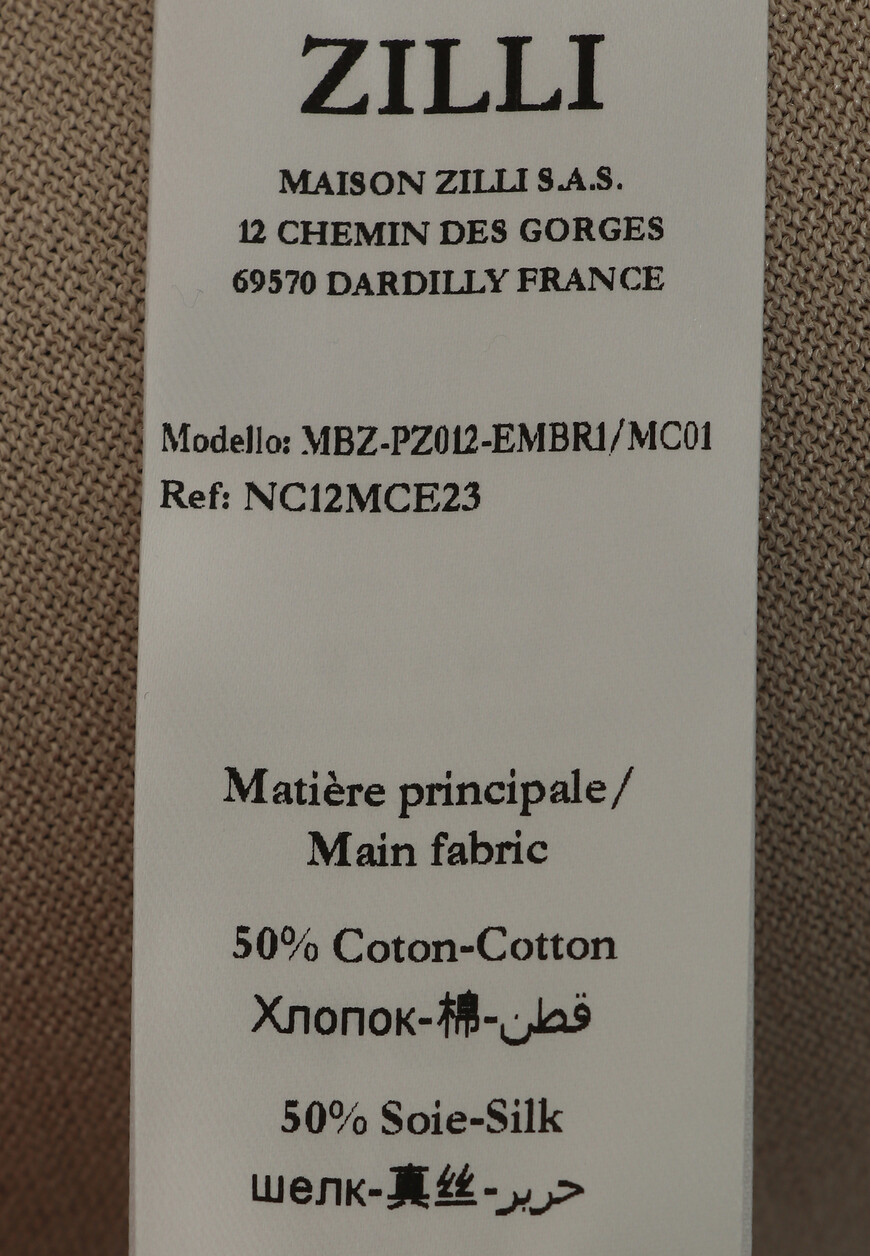 ZILLI
MAISON ZILLI S.A.S.
12 CHEMIN DES GORGES
69570 DARDILLY FRANCE
Modello: MBZ-PZ012-EMBR1/MC01
Ref: NC12MCE23
Matière principale/
Main fabric
50% Coton-Cotton
Хлопок-棉-قطن
50% Soie-Silk
шелк-真丝-حرير